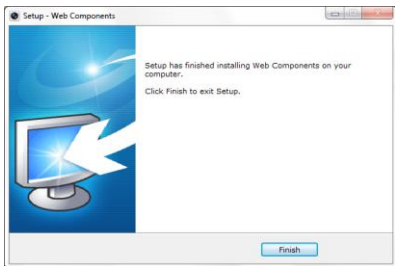 Setup - Web Components
Setup has finished installing Web Components on your
computer.
Click Finish to exit Setup.
Finish